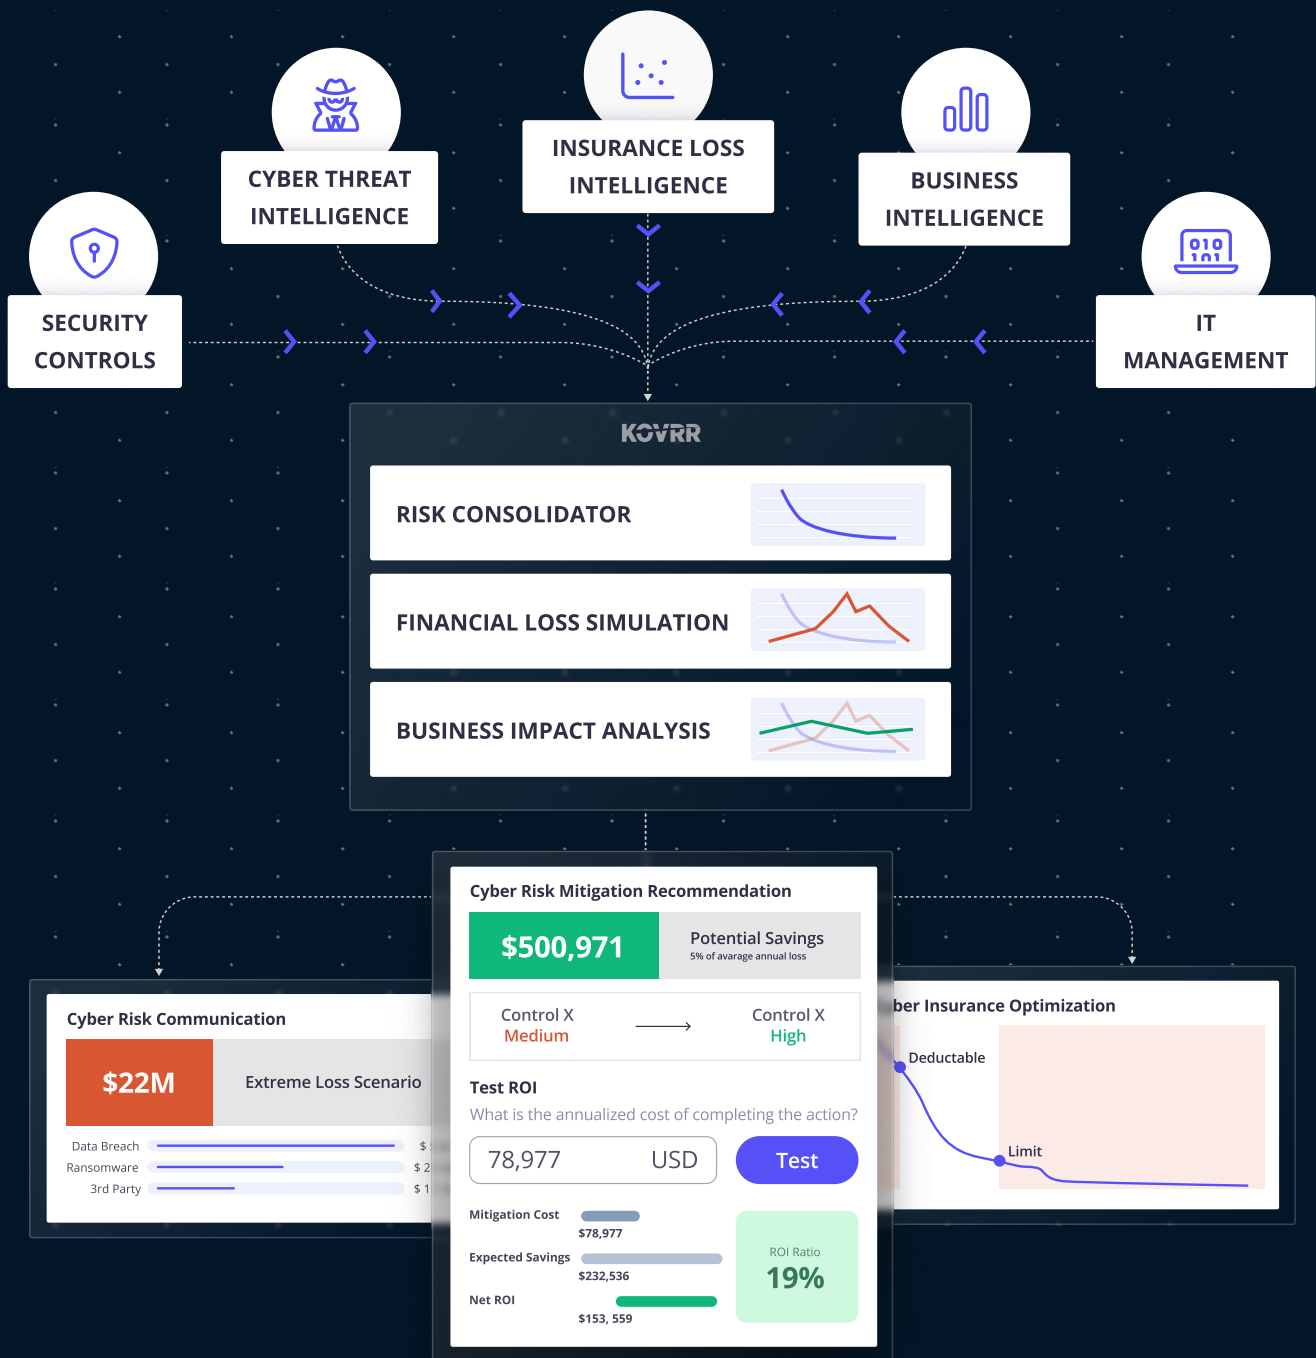 INSURANCE LOSS
INTELLIGENCE
CYBER THREAT
INTELLIGENCE
BUSINESS
INTELLIGENCE
SECURITY
CONTROLS
010
101
IT
MANAGEMENT
KOVRR
RISK CONSOLIDATOR
FINANCIAL LOSS SIMULATION
BUSINESS IMPACT ANALYSIS
Cyber Risk Mitigation Recommendation
$500,971
Potential Savings
5% of avarage annual loss
Control X
Medium
Control X
High
Test ROI
What is the annualized cost of completing the action?
78,977 USD
Test
Mitigation Cost
$78,977
Expected Savings
$232,536
Net ROI
$153, 559
ROI Ratio
19%
Cyber Risk Communication
$22M
Extreme Loss Scenario
Data Breach $
Ransomware $ 2
3rd Party $ 1
ber Insurance Optimization
Deductable
Limit